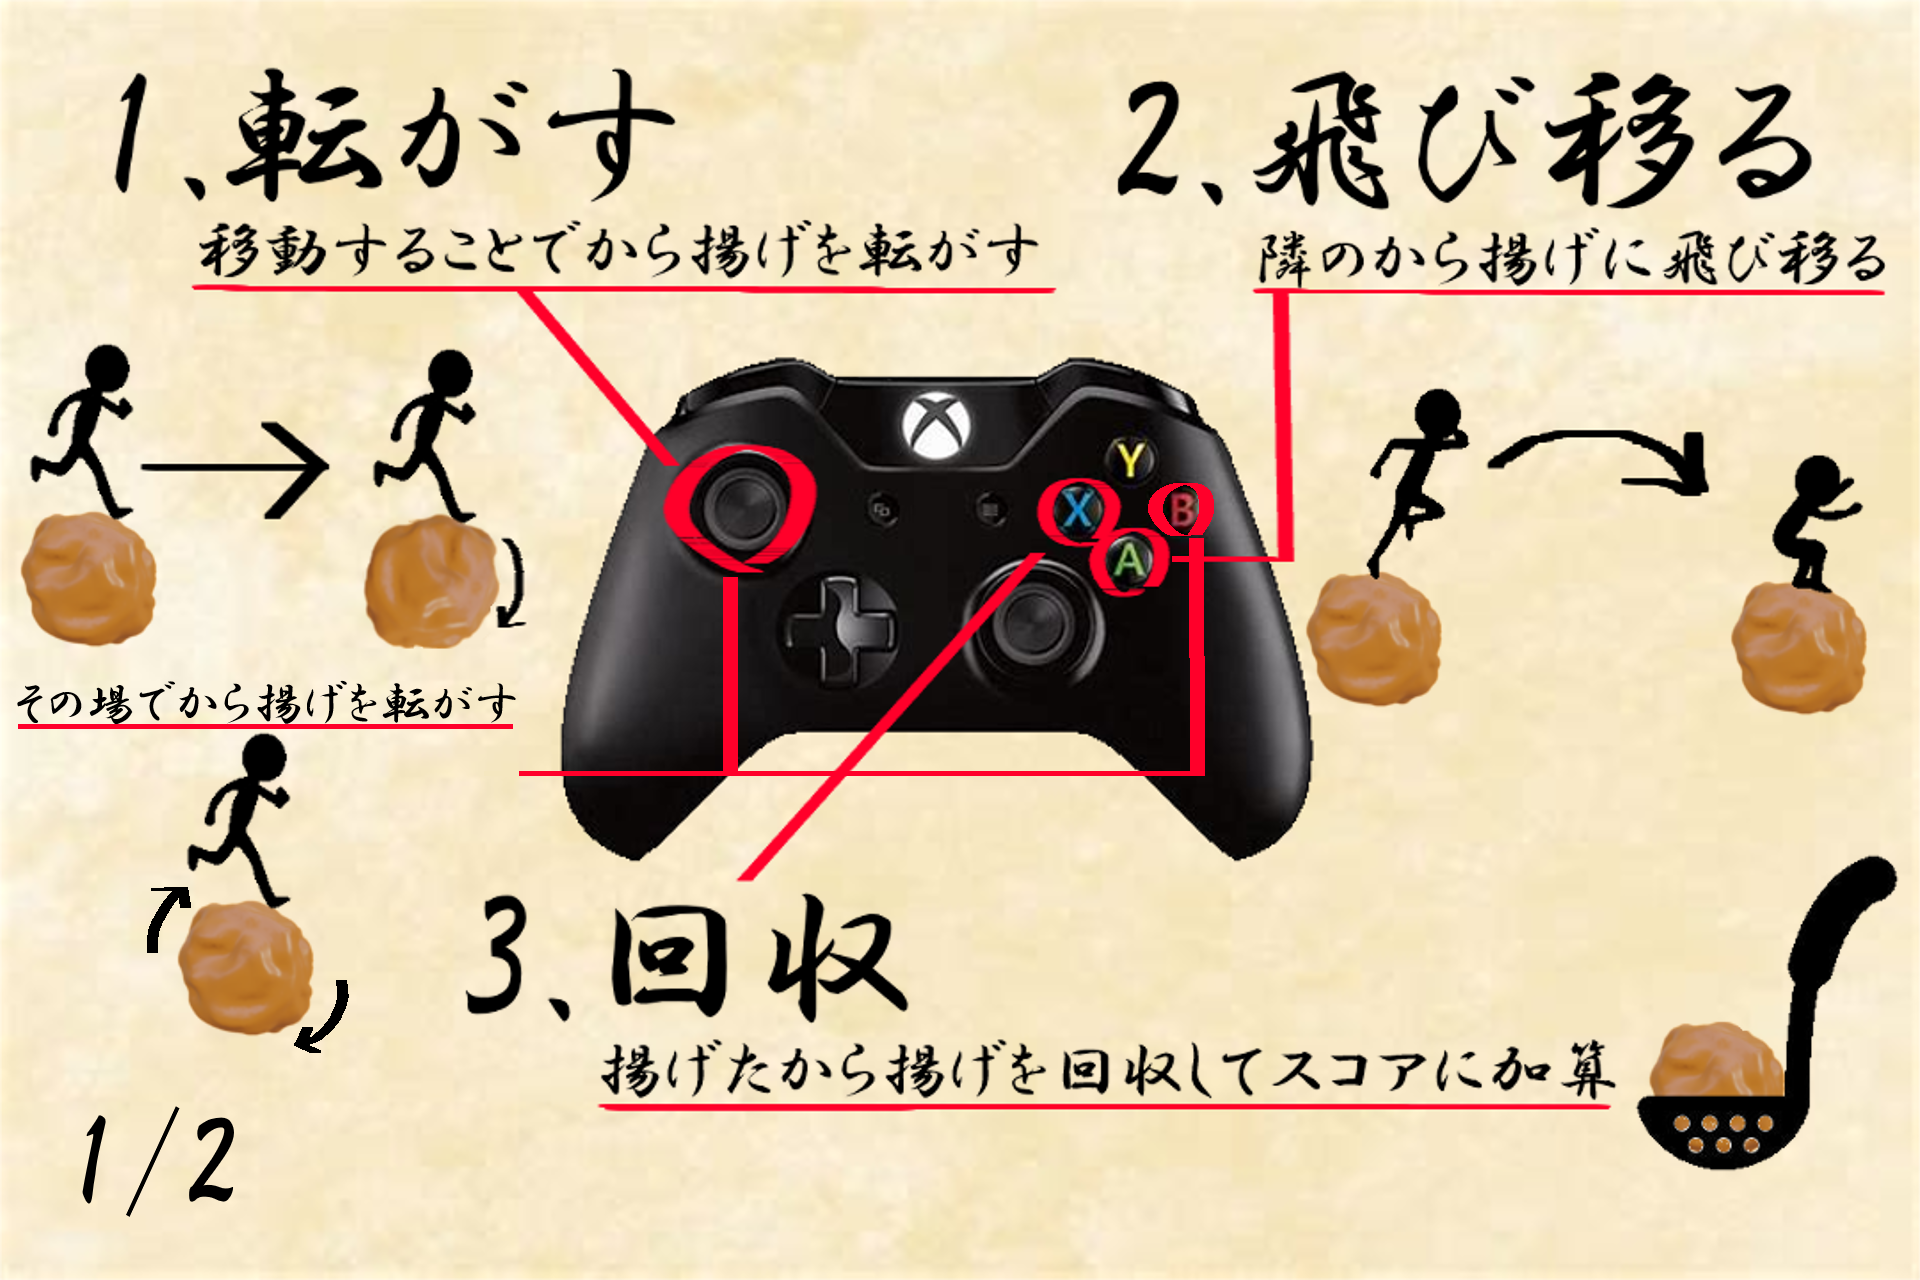 1、転がす
移動することでから揚げを転がす
2、飛び移る
隣のから揚げに飛び移る
Y
X
B
A
その場でから揚げを転がす
3、回収
揚げたから揚げを回収してスコアに加算
1/2